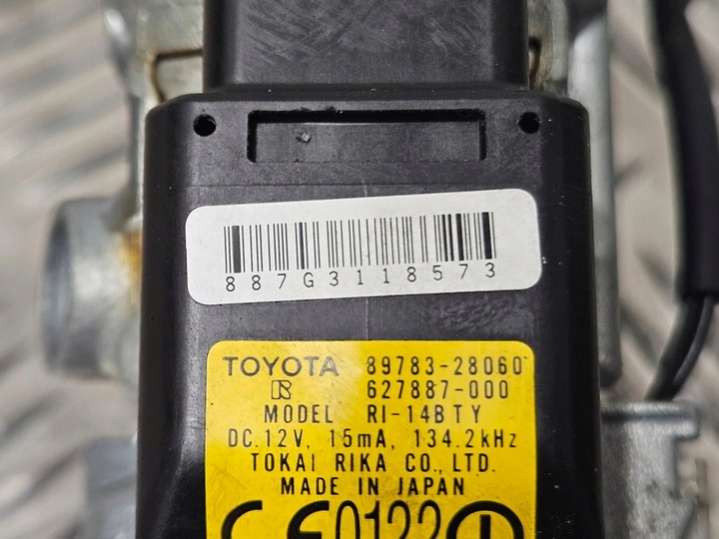 887G3118573
TOYOTA 89783-28060
R 627887-000
MODEL RI-14BTY
DC.12V, 15mA, 134.2kHz
TOKAI RIKA CO., LTD.
MADE IN JAPAN
CE0122